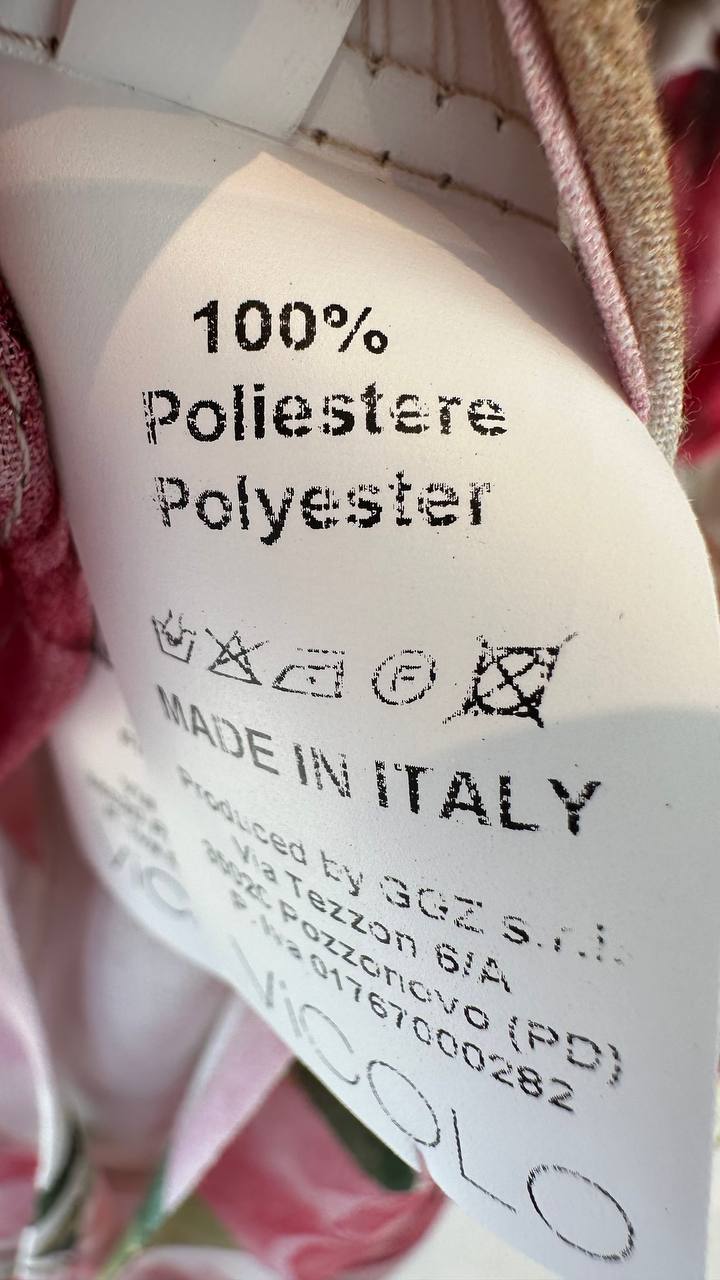 100%
Poliestere
Polyester
F
MADE IN ITALY
Produced by GGZ s.r.l.
Via Tezzon 6/A
35020 Pozzonovo (PD)
P. Iva 01767000282
ViCOLO